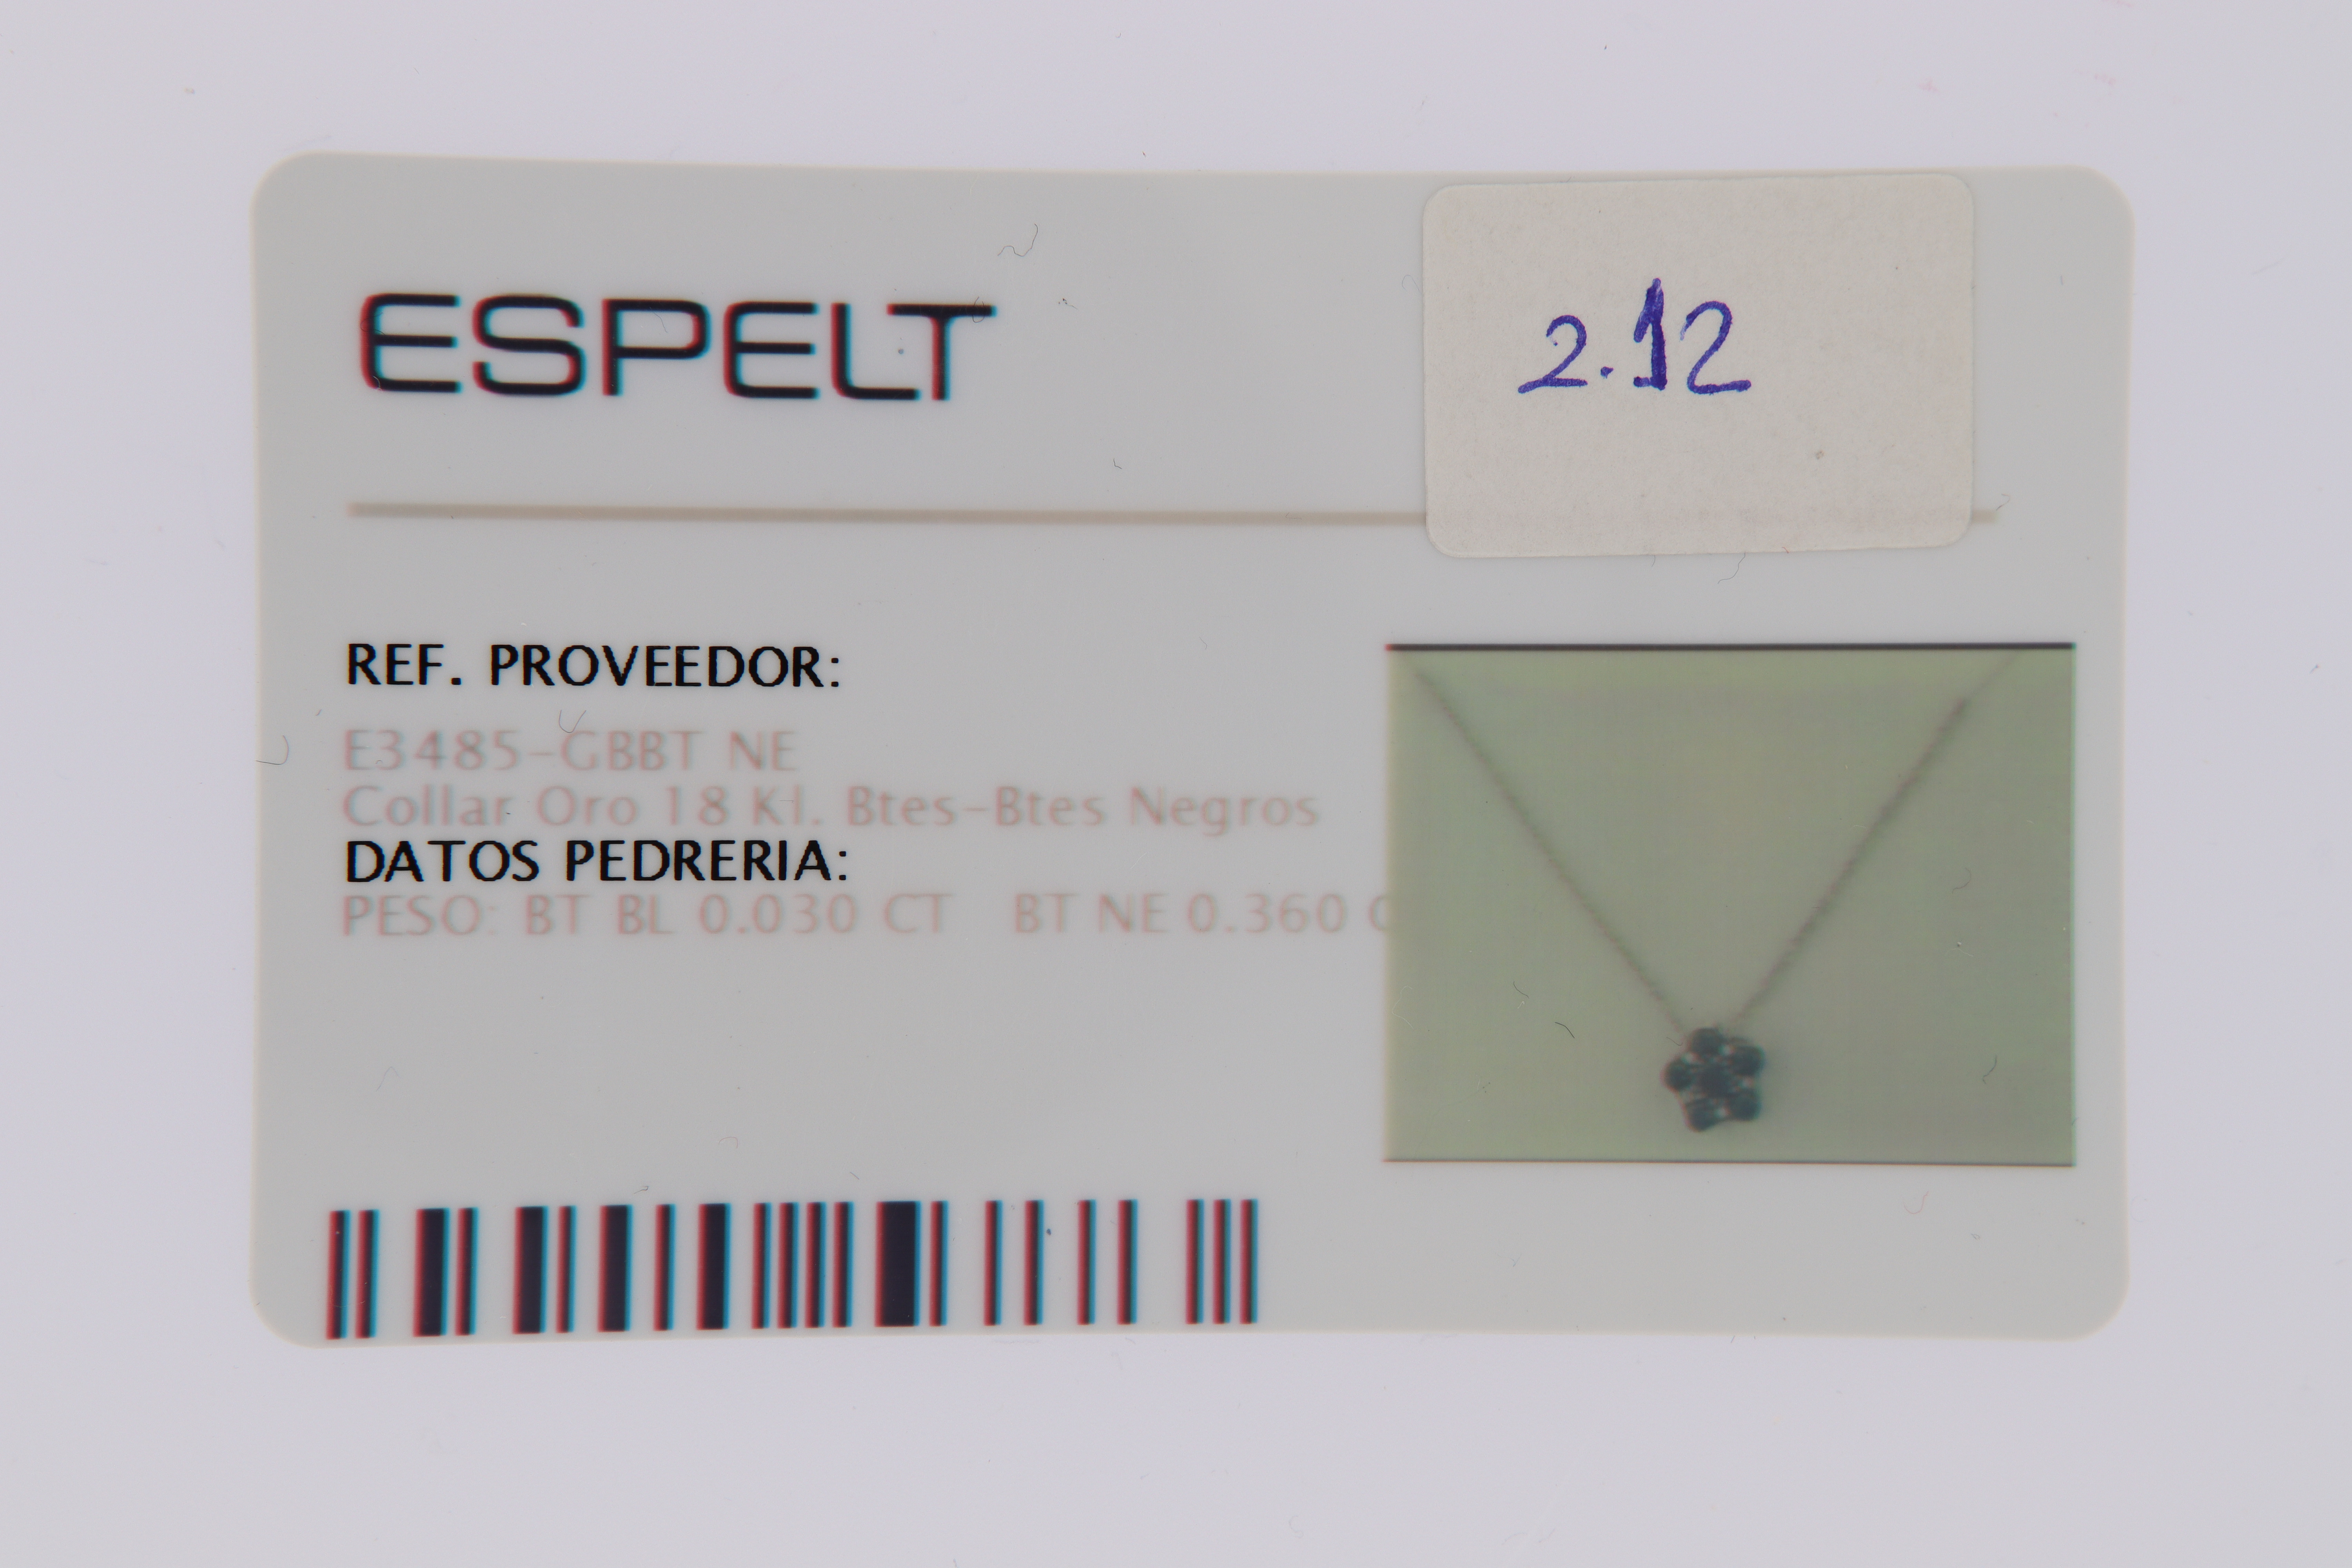 ESPELT
2.12
REF. PROVEEDOR:
E3485-GBBT NE
Collar Oro 18 Kl. Btes-Btes Negros
DATOS PEDRERIA:
PESO: BT BL 0.030 CT BT NE 0.360 C